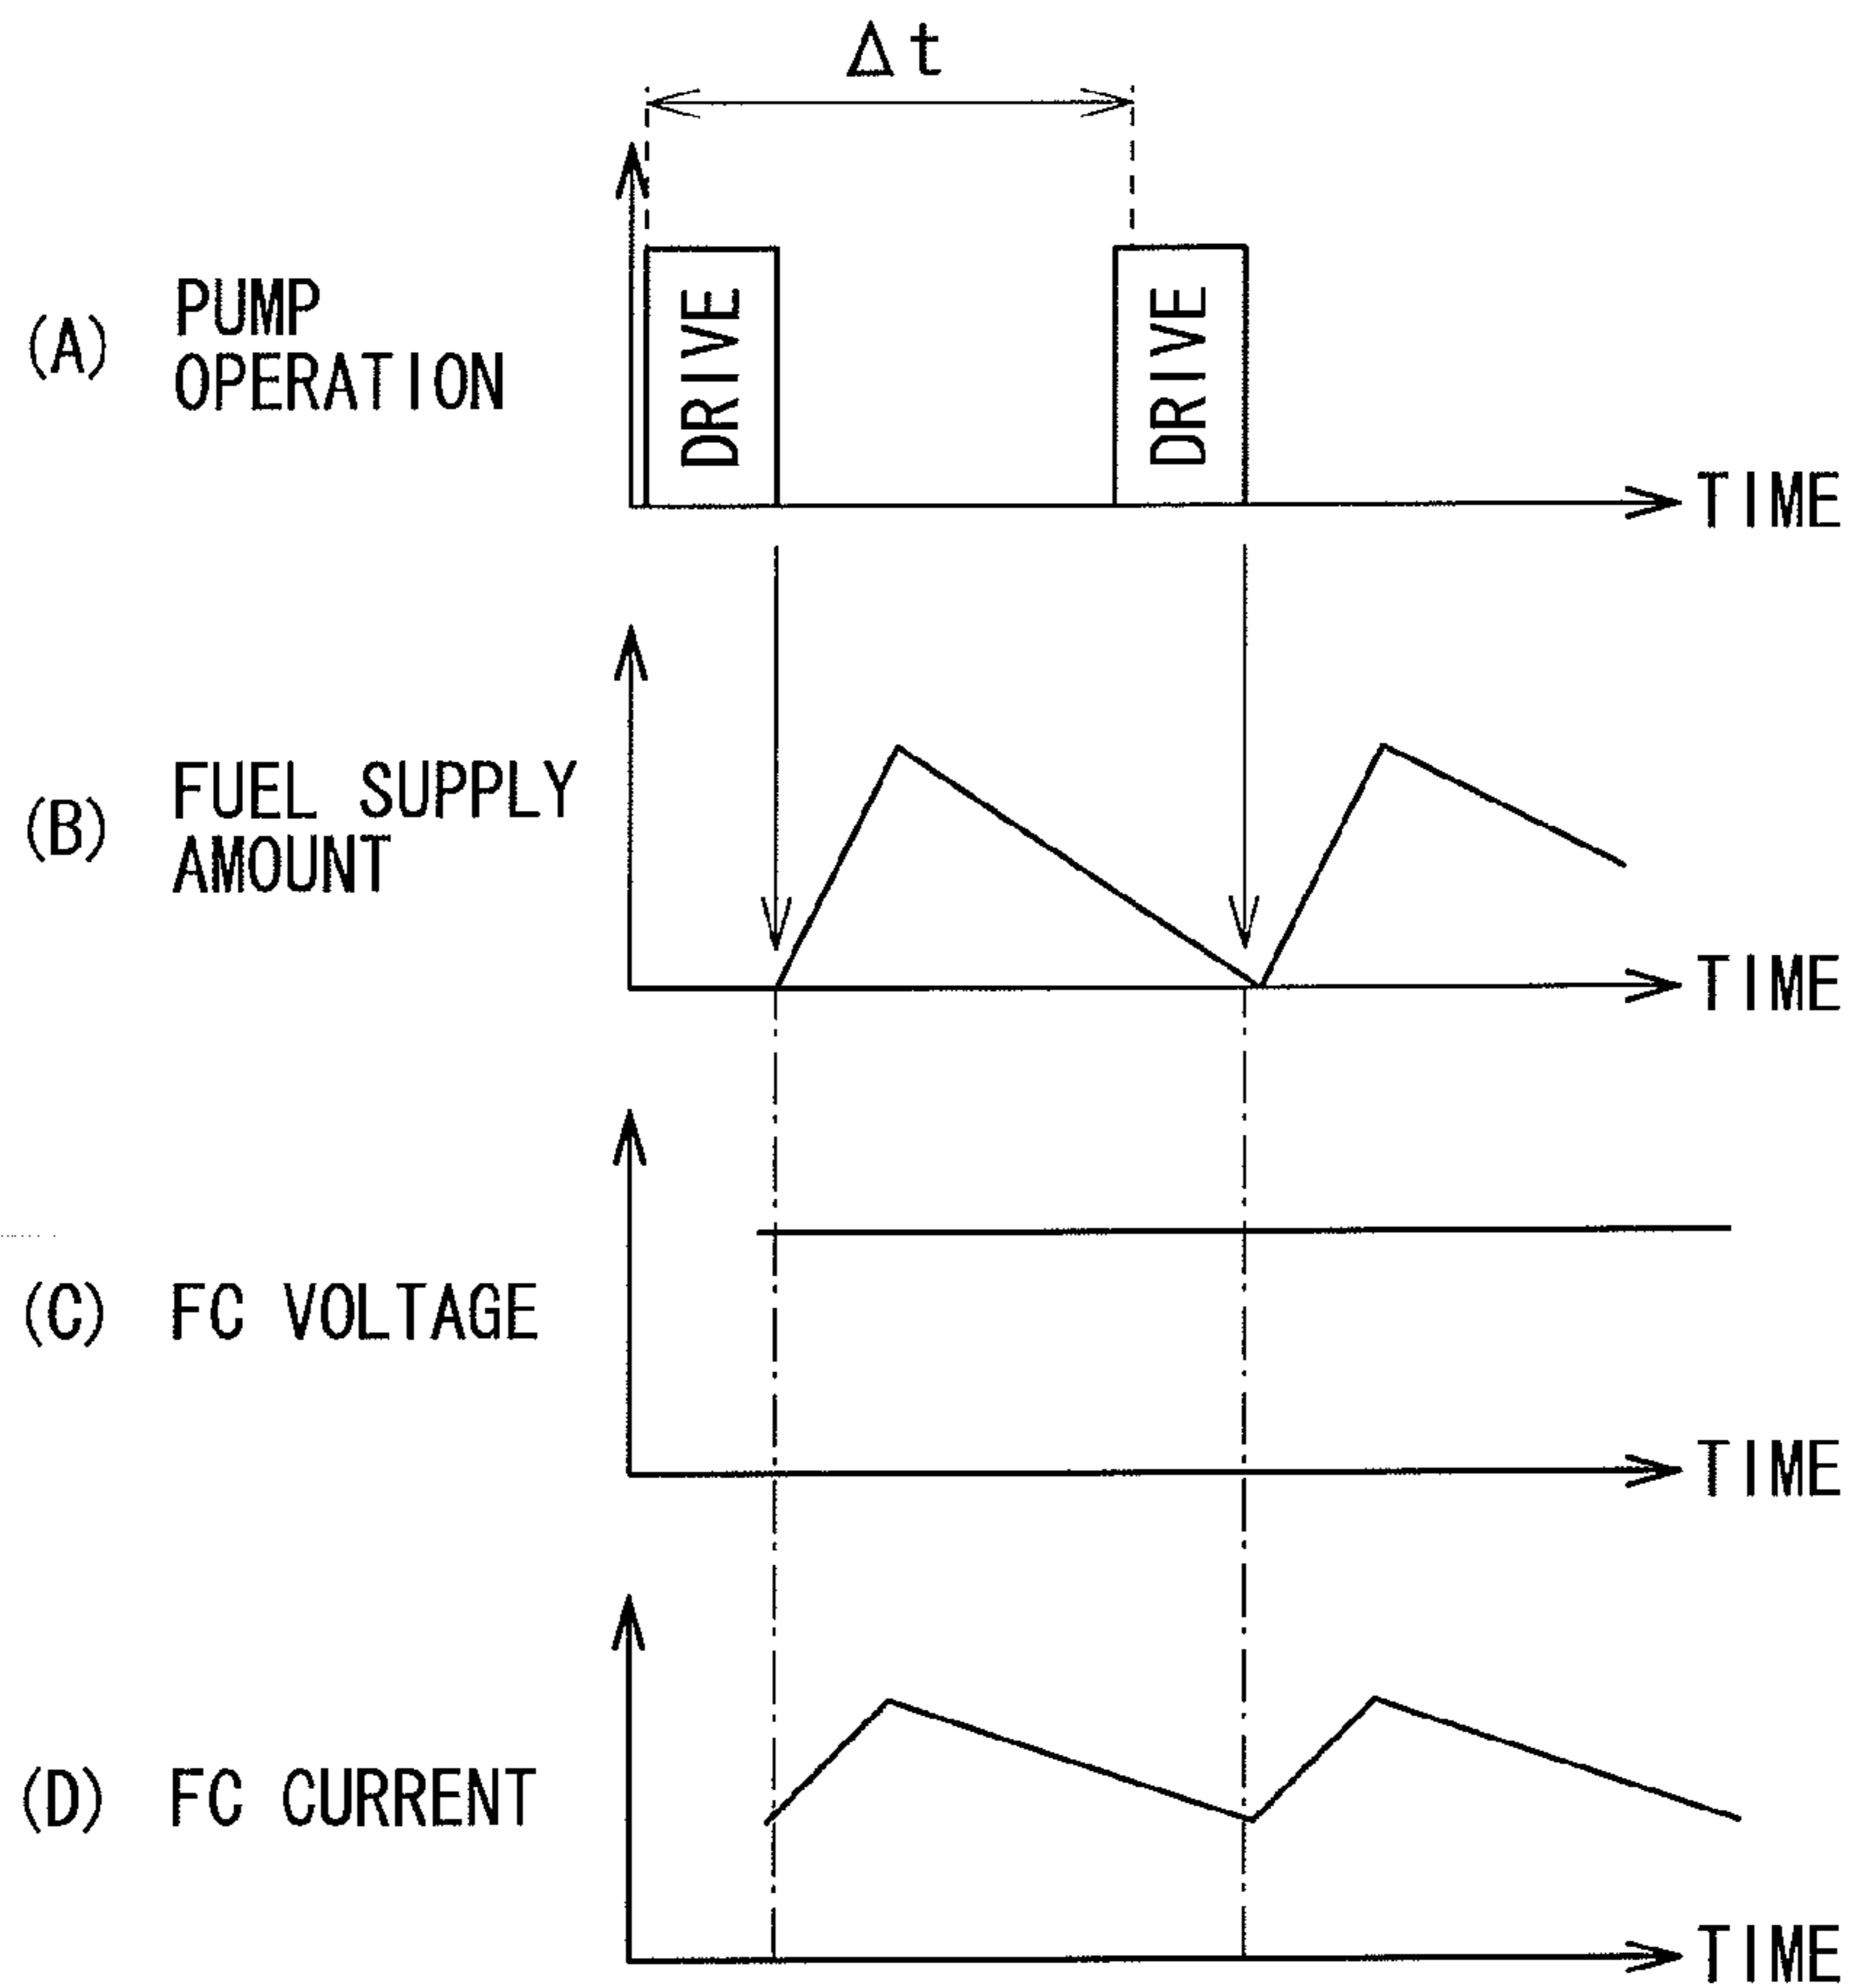 Δt
(A) PUMP
OPERATION
DRIVE
DRIVE
TIME
(B) FUEL SUPPLY
AMOUNT
TIME
(C) FC VOLTAGE
TIME
(D) FC CURRENT
TIME